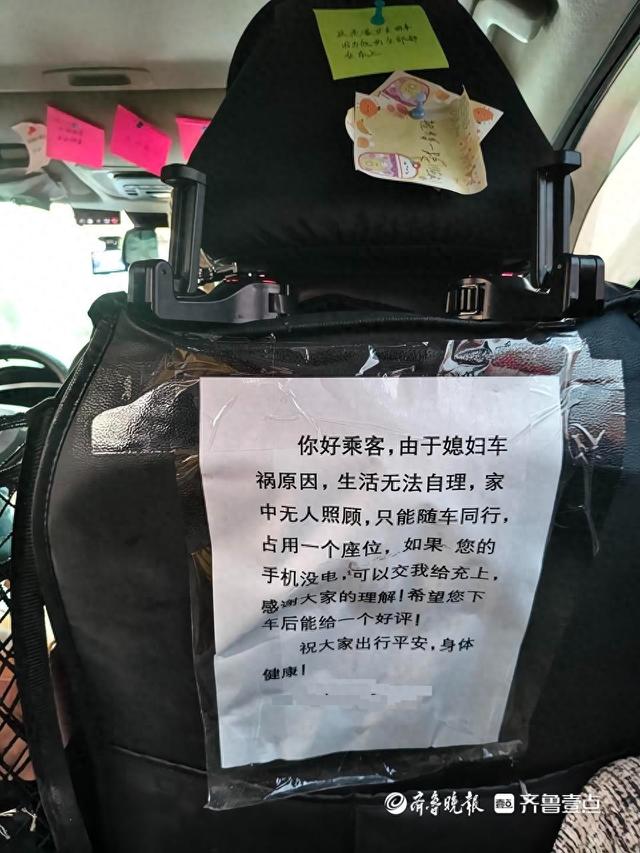 你好乘客，由于媳妇车
祸原因，生活无法自理，家
中无人照顾，只能随车同行，
占用一个座位，如果 您的
手机没电，可以交我给充上，
感谢大家的理解！希望您下
车后能给一个好评！
祝大家出行平安，身体
健康！
齐鲁晚报 齐鲁壹点